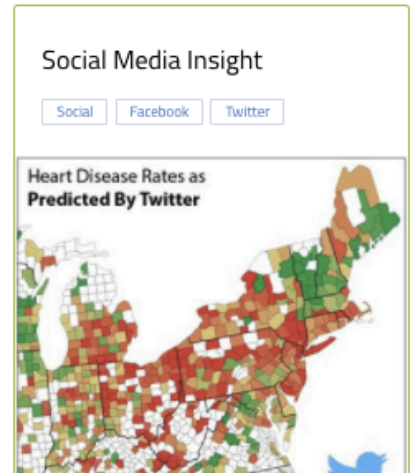 Social Media Insight
Social Facebook Twitter
Heart Disease Rates as
Predicted By Twitter